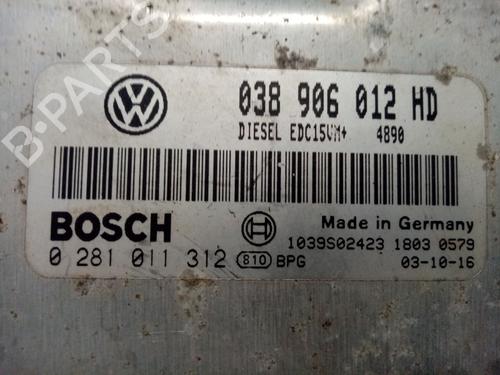 B-PARTS
038 906 012 HD
DIESEL EDC15VM+ 4890
BOSCH
Made in Germany
1039S02423 1803 0579
0 281 011 312 810 BPG 03-10-16